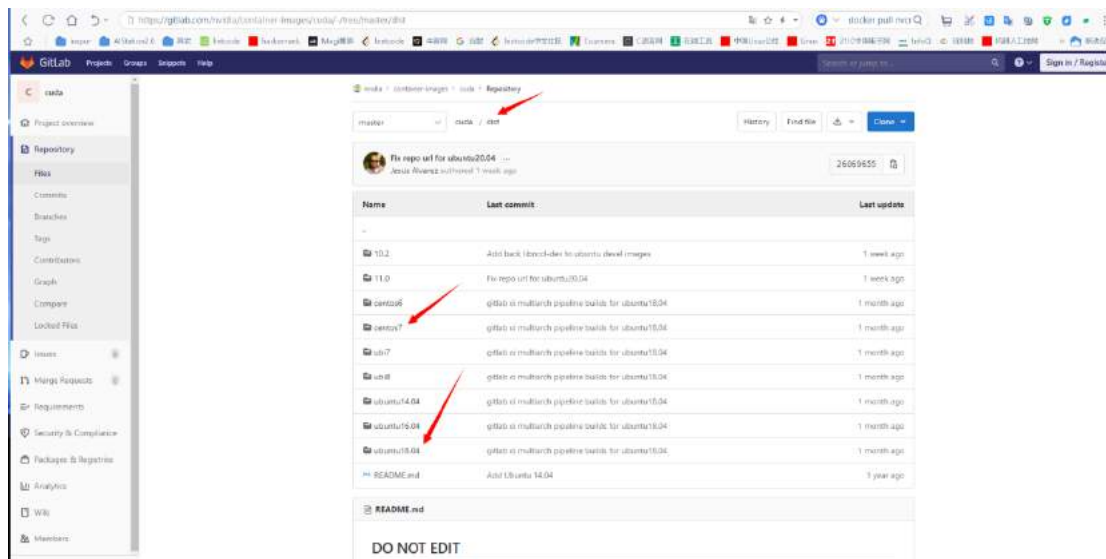 https://gitlab.com/nvidia/container-images/cuda/-/tree/master/dist
docker pull nvcr
GitLab Projects Groups Snippets Help
Search or jump to...
Sign in / Registe
C cuda
nvidia > container-images > cuda > Repository
Project overview
master
cuda / dist
History
Find file
Clone
Repository
Files
Fix repo url for ubuntu20.04 ...
Jesus Alvarez authored 1 week ago
26069655
Commits
Branches
Name Last commit Last update
Tags
..
Contributors
10.2 Add back libnccl-dev to ubuntu devel images 1 week ago
Graph
11.0 Fix repo url for ubuntu20.04 1 week ago
Compare
centos6 gitlab ci multiarch pipeline builds for ubuntu18.04 1 month ago
Locked Files
centos7 gitlab ci multiarch pipeline builds for ubuntu18.04 1 month ago
Issues
ubi7 gitlab ci multiarch pipeline builds for ubuntu18.04 1 month ago
Merge Requests
ubi8 gitlab ci multiarch pipeline builds for ubuntu18.04 1 month ago
Requirements
ubuntu14.04 gitlab ci multiarch pipeline builds for ubuntu18.04 1 month ago
ubuntu16.04 gitlab ci multiarch pipeline builds for ubuntu18.04 1 month ago
Security & Compliance
ubuntu18.04 gitlab ci multiarch pipeline builds for ubuntu18.04 1 month ago
Packages & Registries
README.md Add Ubuntu 14.04 1 year ago
Analytics
Wiki
README.md
Members
DO NOT EDIT